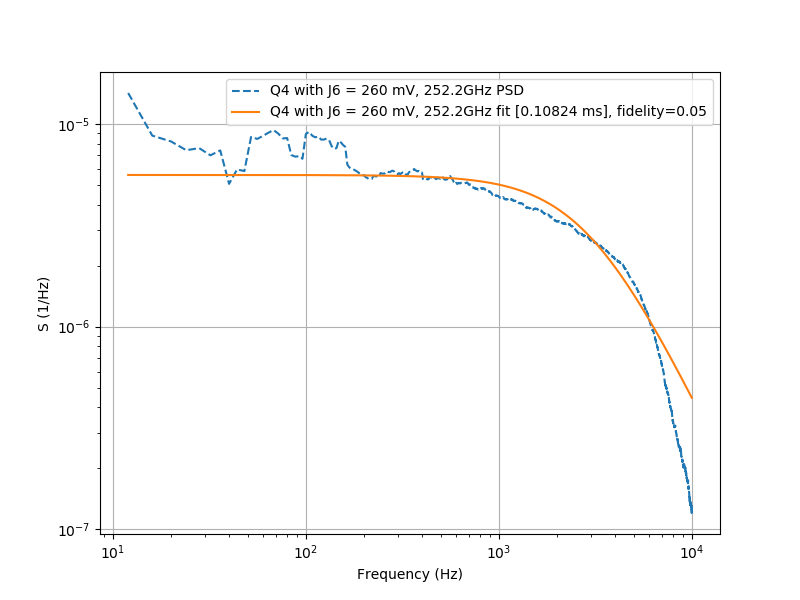 Q4 with J6 = 260 mV, 252.2GHz PSD
Q4 with J6 = 260 mV, 252.2GHz fit [0.10824 ms], fidelity=0.05
10⁻⁵
10⁻⁶
10⁻⁷
S (1/Hz)
10¹ 10² 10³ 10⁴
Frequency (Hz)